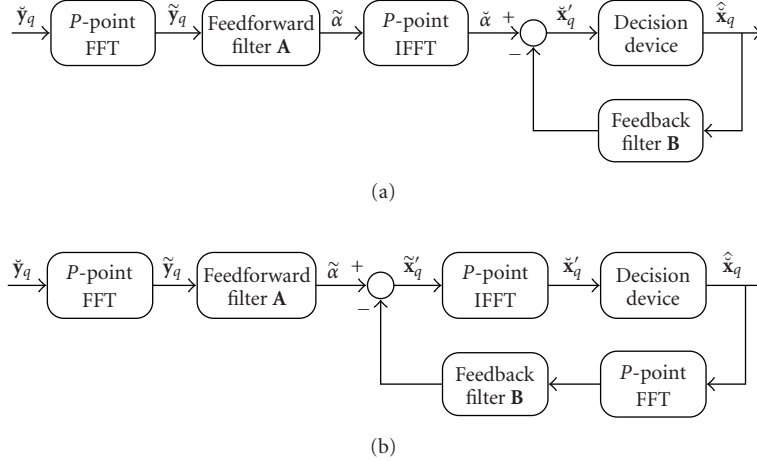 y̆_q P-point FFT ỹ_q Feedforward filter A α̃ P-point IFFT ᾰ + − x̆′_q Decision device x̆̂_q
Feedback filter B
(a)
y̆_q P-point FFT ỹ_q Feedforward filter A α̃ + − x̃′_q P-point IFFT x̆′_q Decision device x̆̂_q
Feedback filter B P-point FFT
(b)